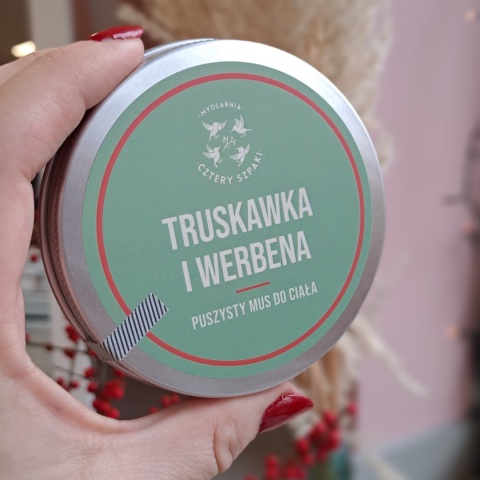 MYDLARNIA
CZTERY SZPAKI
TRUSKAWKA
I WERBENA
PUSZYSTY MUS DO CIAŁA